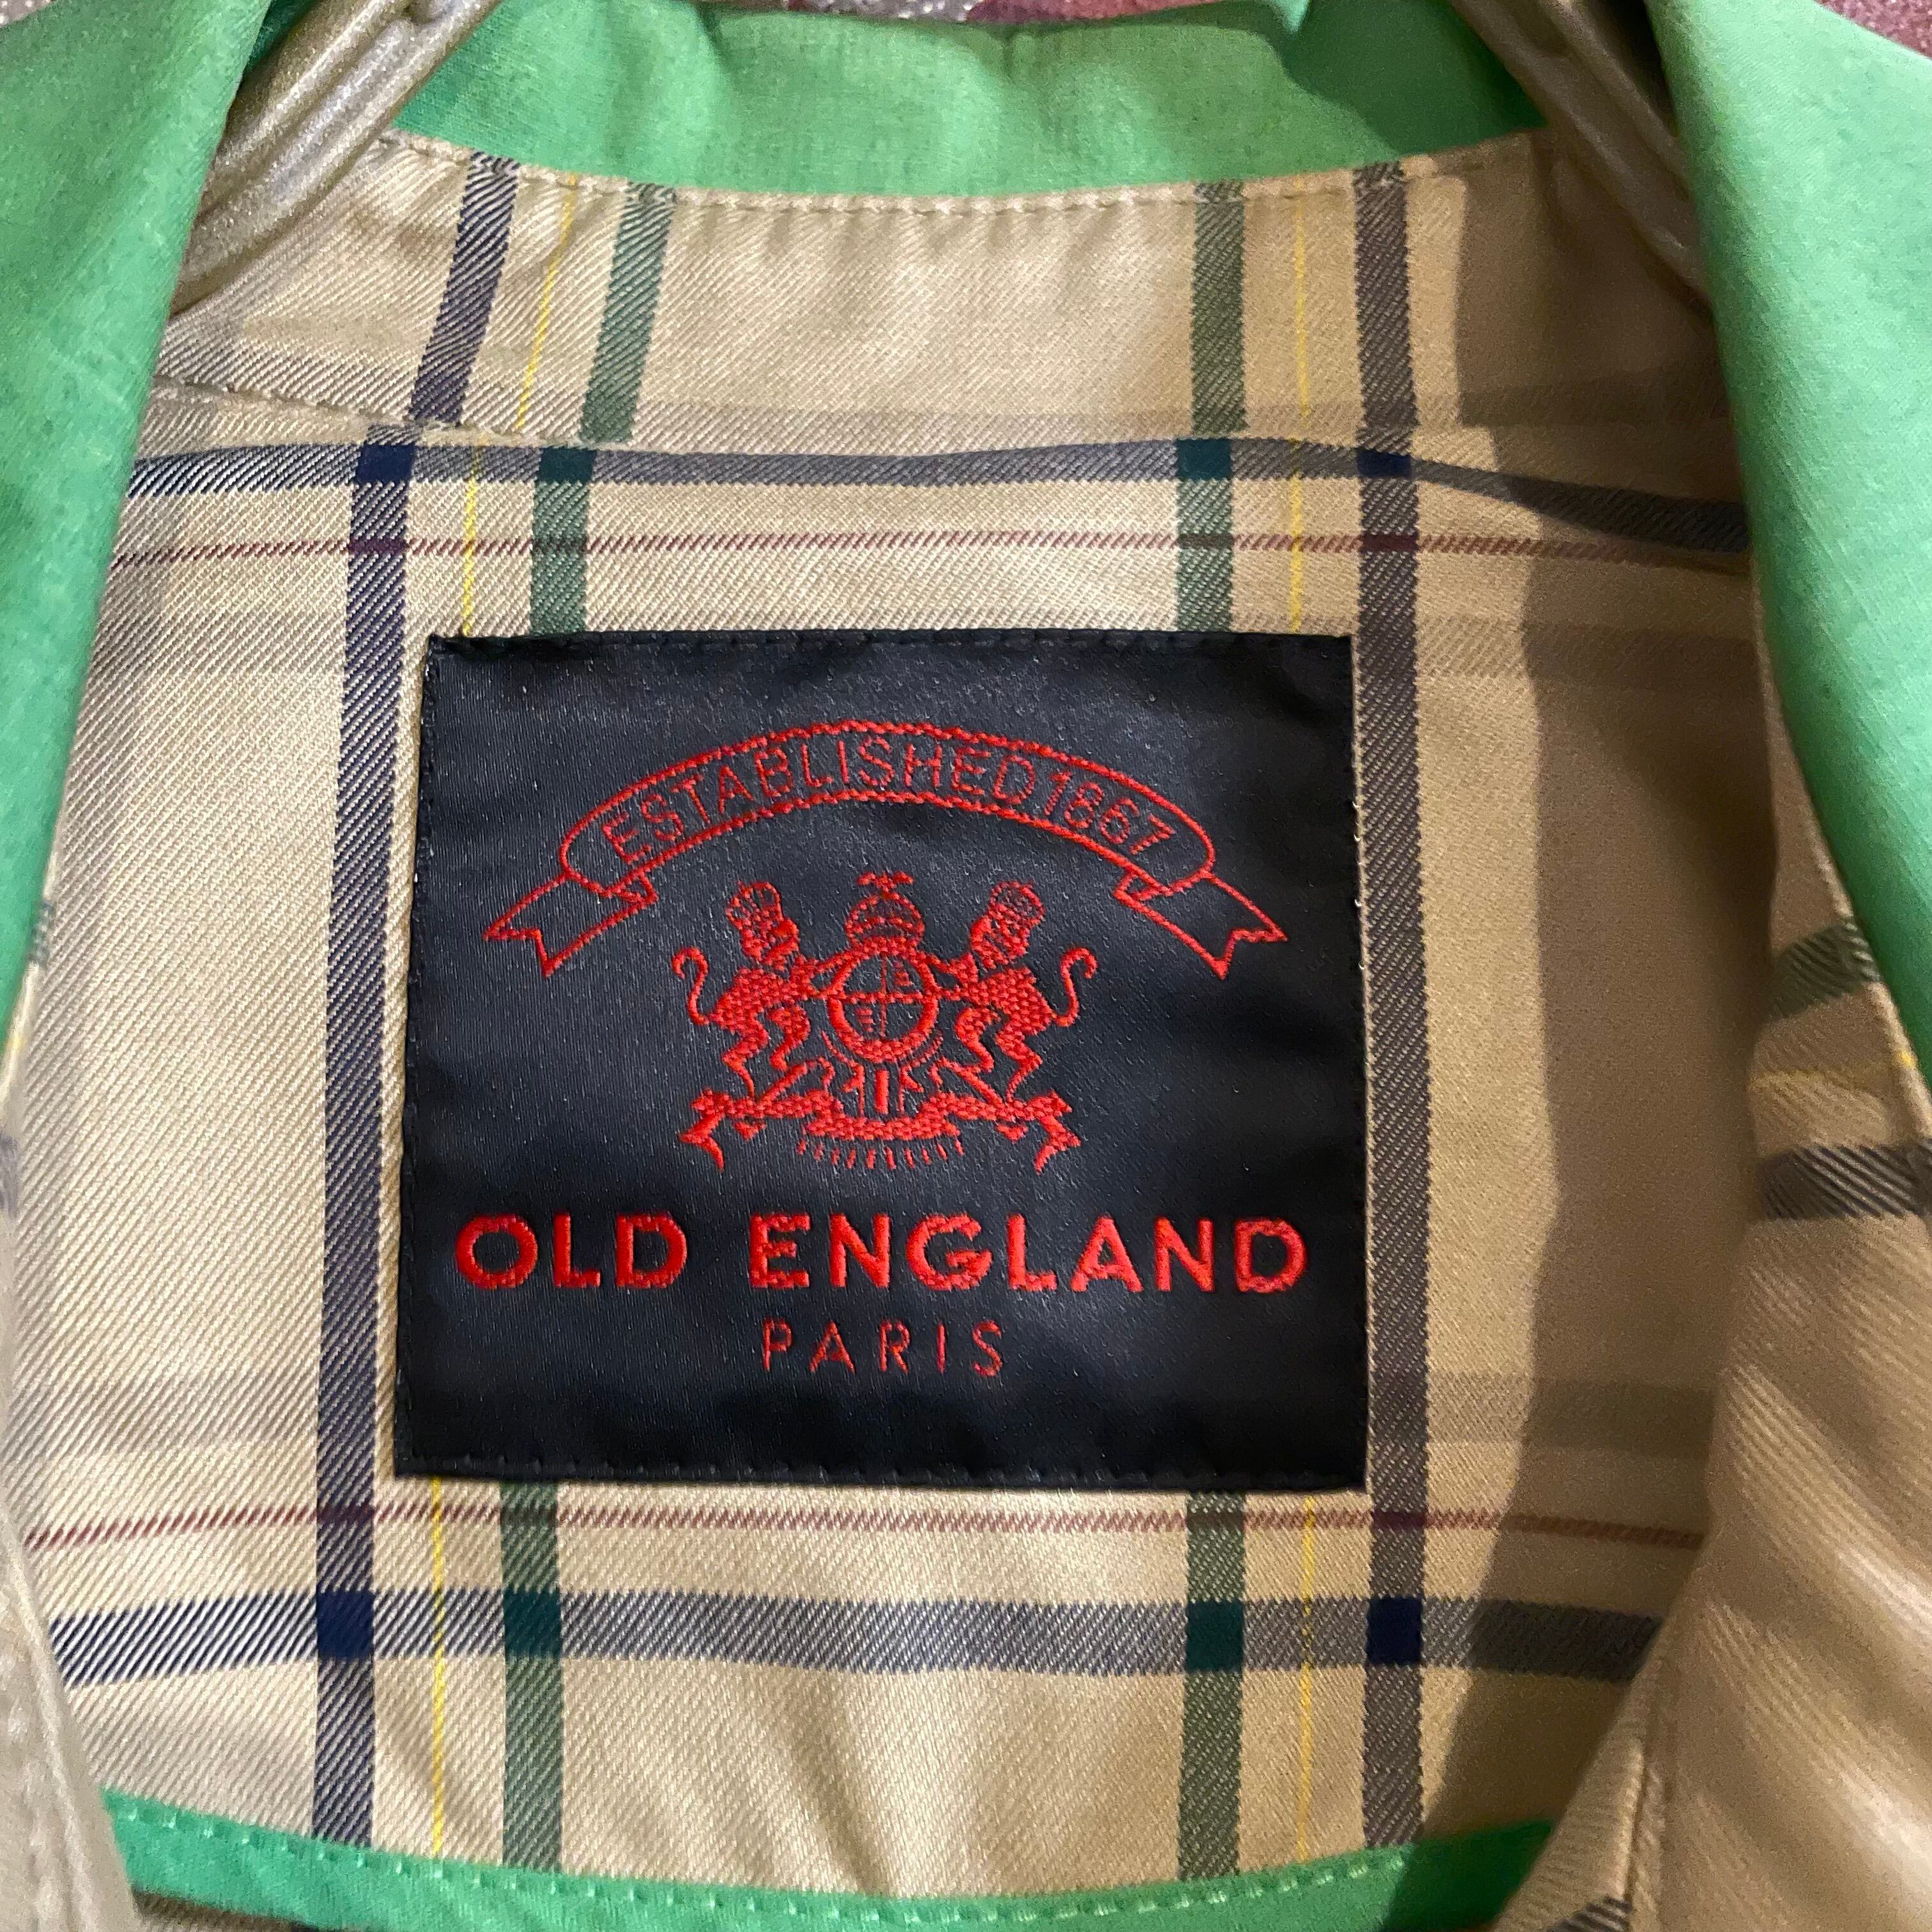 ESTABLISHED 1867
OLD ENGLAND
PARIS